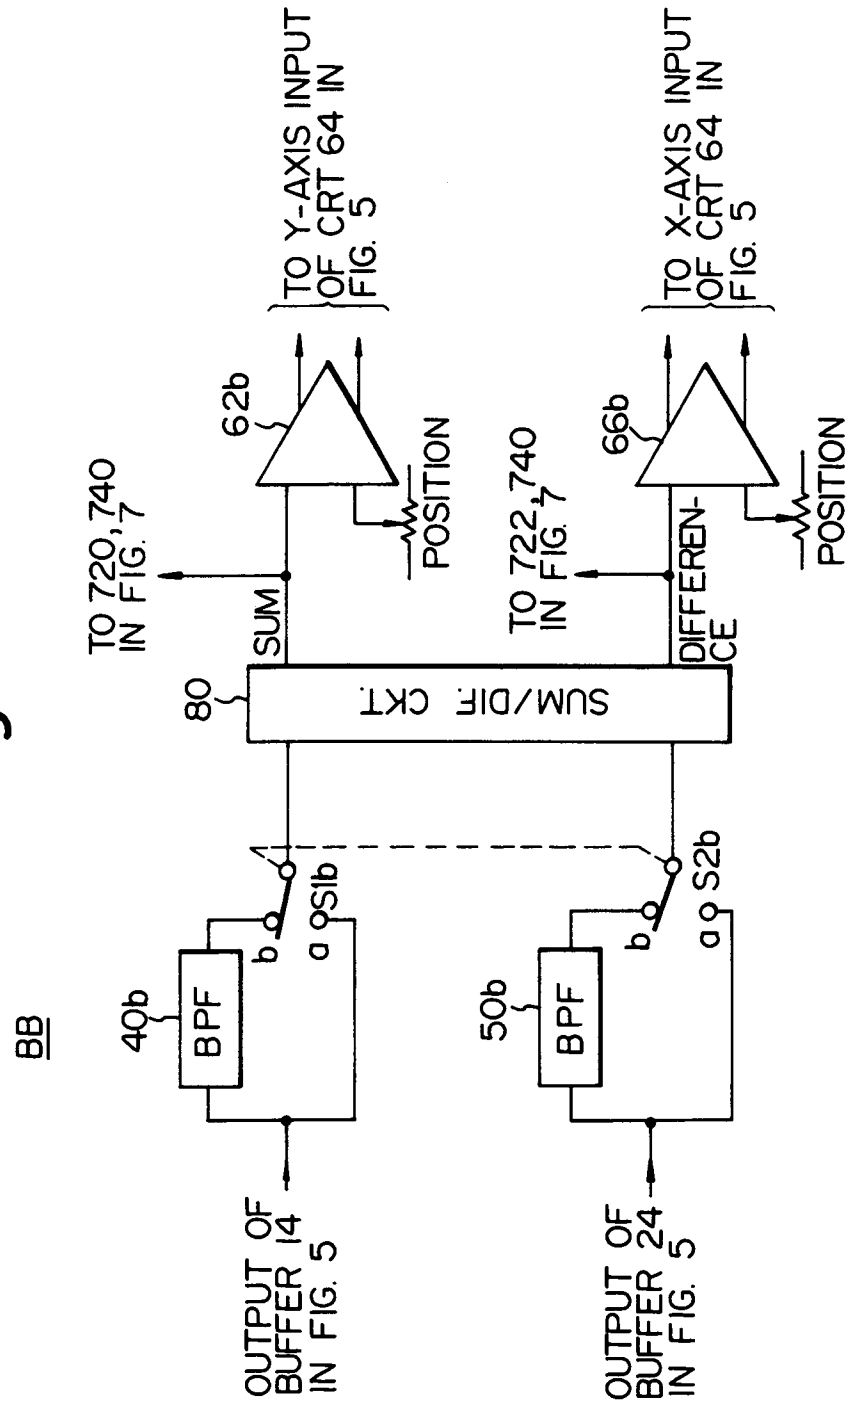 BB
OUTPUT OF
BUFFER 14
IN FIG. 5
40b
BPF
b
a
S1b
80
SUM/DIF. CKT.
SUM
TO 720, 740
IN FIG. 7
62b
POSITION
TO Y-AXIS INPUT
OF CRT 64 IN
FIG. 5
OUTPUT OF
BUFFER 24
IN FIG. 5
50b
BPF
b
a
S2b
DIFFEREN-
CE
TO 722, 740
IN FIG. 7
66b
POSITION
TO X-AXIS INPUT
OF CRT 64 IN
FIG. 5